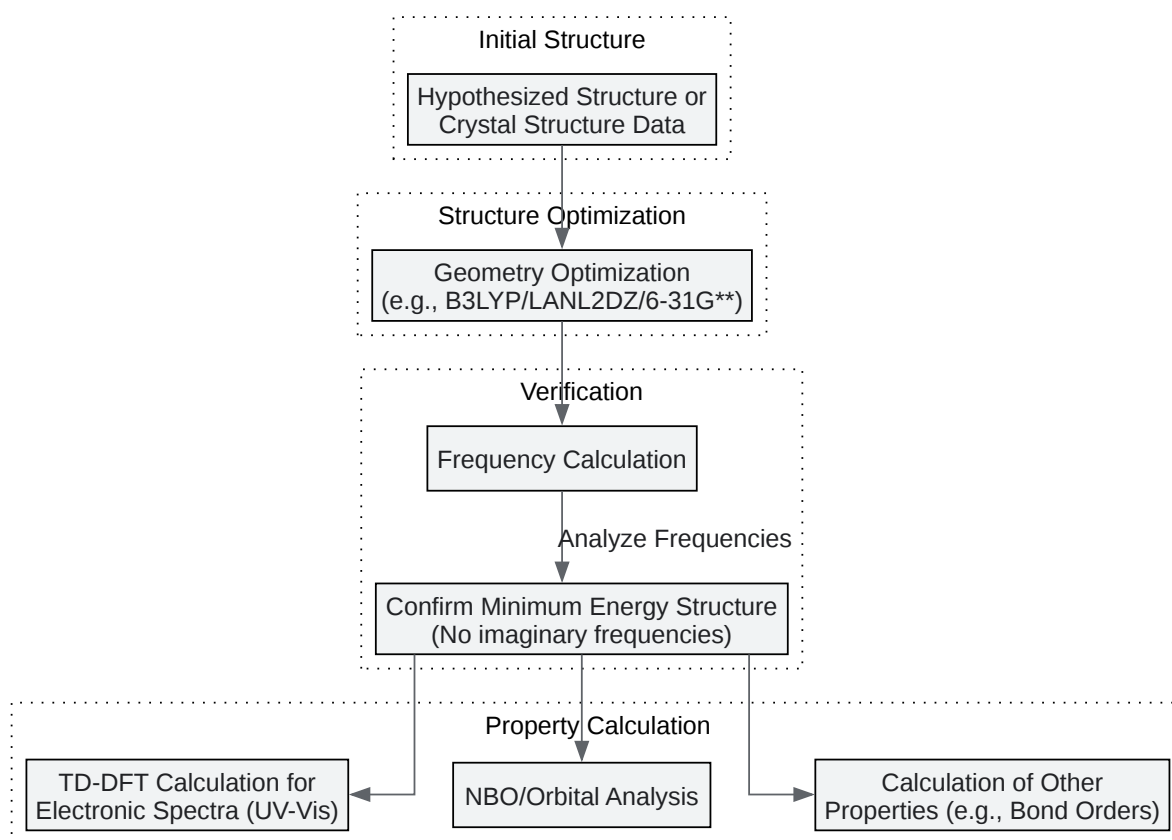 Initial Structure
Hypothesized Structure or
Crystal Structure Data
Structure Optimization
Geometry Optimization
(e.g., B3LYP/LANL2DZ/6-31G**)
Verification
Frequency Calculation
Analyze Frequencies
Confirm Minimum Energy Structure
(No imaginary frequencies)
Property Calculation
TD-DFT Calculation for
Electronic Spectra (UV-Vis)
NBO/Orbital Analysis
Calculation of Other
Properties (e.g., Bond Orders)